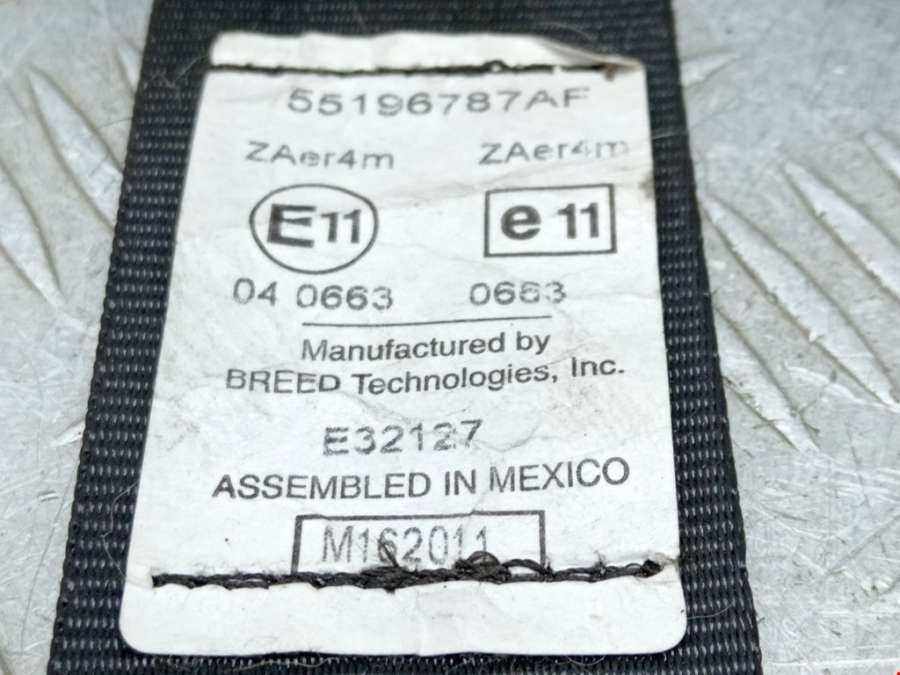 55196787AF
ZAer4m ZAer4m
E11 e 11
04 0663 0663
Manufactured by
BREED Technologies, Inc.
E32127
ASSEMBLED IN MEXICO
M162011